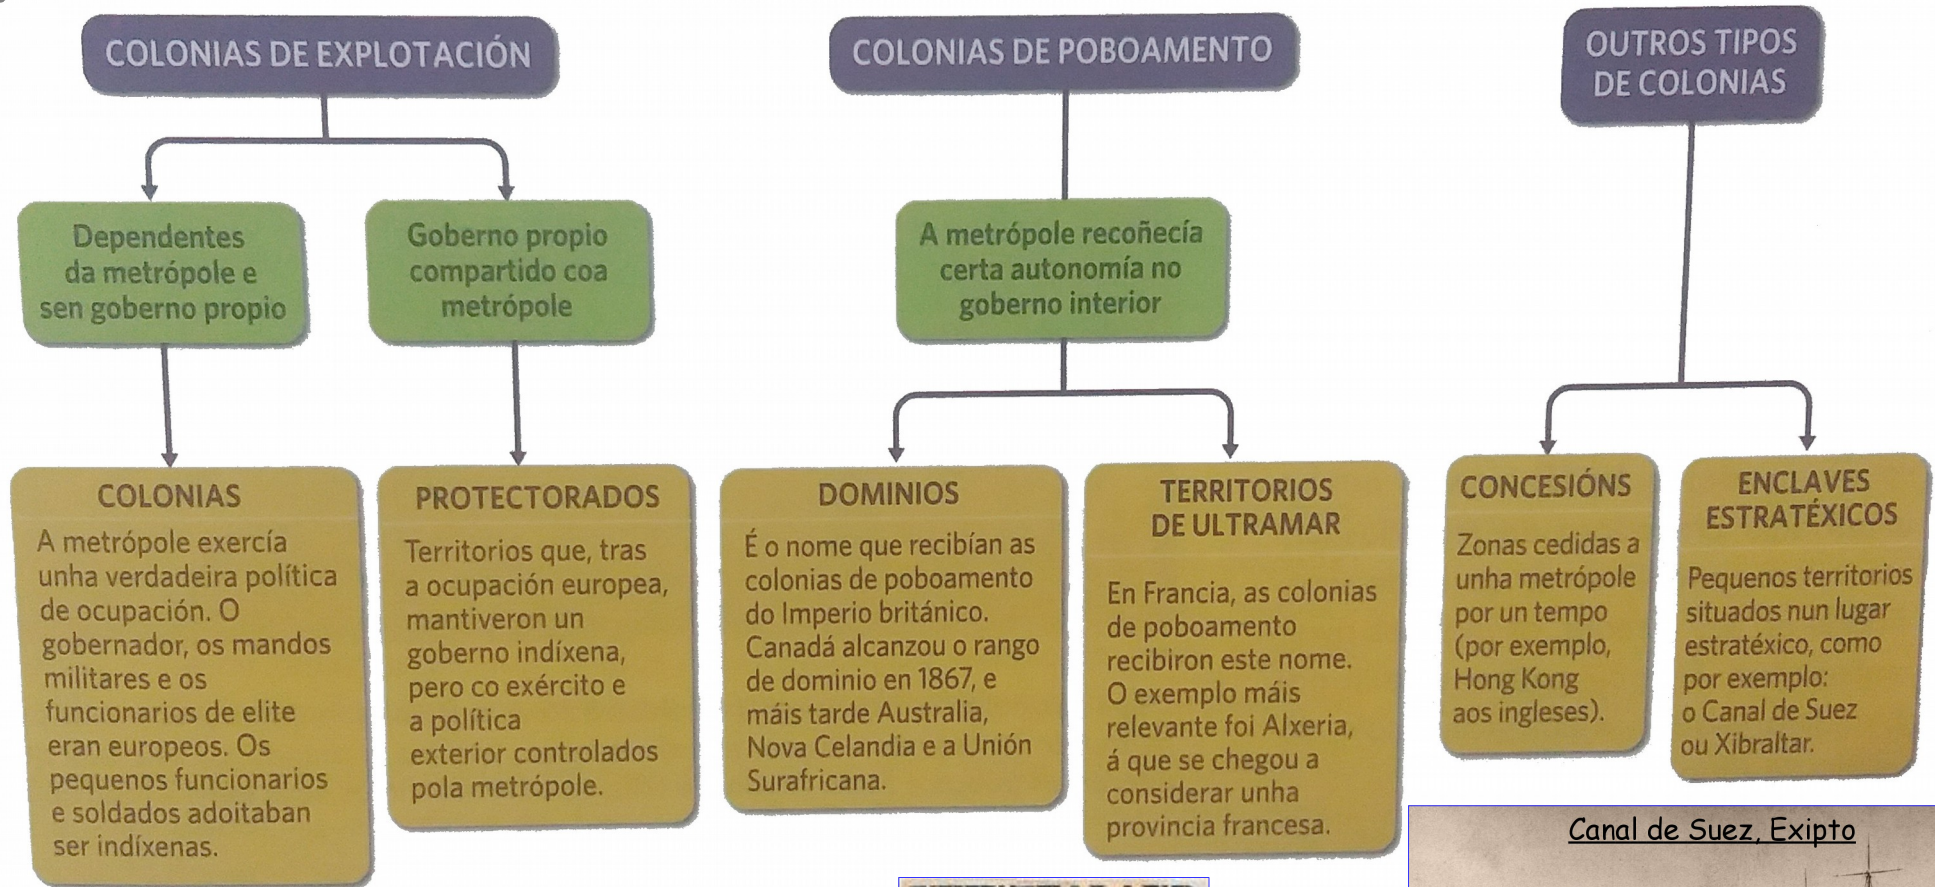 COLONIAS DE EXPLOTACIÓN
Dependentes
da metrópole e
sen goberno propio
COLONIAS
A metrópole exercía
unha verdadeira política
de ocupación. O
gobernador, os mandos
militares e os
funcionarios de elite
eran europeos. Os
pequenos funcionarios
e soldados adoitaban
ser indíxenas.
Goberno propio
compartido coa
metrópole
PROTECTORADOS
Territorios que, tras
a ocupación europea,
mantiveron un
goberno indíxena,
pero co exército e
a política
exterior controlados
pola metrópole.
COLONIAS DE POBOAMENTO
A metrópole recoñecía
certa autonomía no
goberno interior
DOMINIOS
É o nome que recibían as
colonias de poboamento
do Imperio británico.
Canadá alcanzou o rango
de dominio en 1867, e
máis tarde Australia,
Nova Celandia e a Unión
Surafricana.
TERRITORIOS
DE ULTRAMAR
En Francia, as colonias
de poboamento
recibiron este nome.
O exemplo máis
relevante foi Alxeria,
á que se chegou a
considerar unha
provincia francesa.
OUTROS TIPOS
DE COLONIAS
CONCESIÓNS
Zonas cedidas a
unha metrópole
por un tempo
(por exemplo,
Hong Kong
aos ingleses).
ENCLAVES
ESTRATÉXICOS
Pequenos territorios
situados nun lugar
estratéxico, como
por exemplo:
o Canal de Suez
ou Xibraltar.
Canal de Suez, Exipto